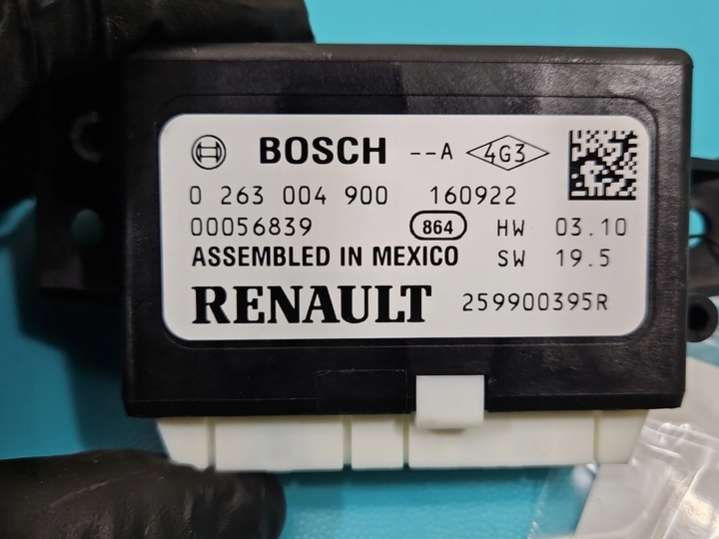 BOSCH --A 4G3
0 263 004 900 160922
00056839 864 HW 03.10
ASSEMBLED IN MEXICO SW 19.5
RENAULT 259900395R